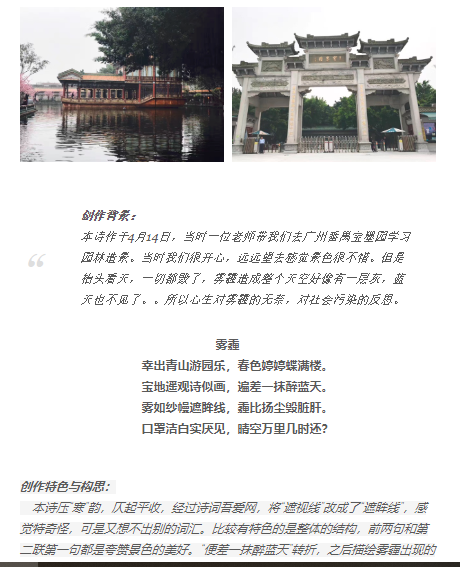 创作背景：
本诗作于4月14日，当时一位老师带我们去广州番禺宝墨园学习
园林造景。当时我们很开心，远远望去感觉景色很不错。但是
抬头看天，一切都毁了，雾霾造成整个天空好像有一层灰，蓝
天也不见了。。所以心生对雾霾的无奈，对社会污染的反思。
雾霾
幸出青山游园乐，春色婷婷蝶满楼。
宝地遥观诗似画，遍差一抹醉蓝天。
雾如纱幔遮眸线，霾比扬尘毁脏肝。
口罩洁白实厌见，晴空万里几时还？
创作特色与构思：
本诗压“寒”韵，仄起平收，经过诗词吾爱网，将“遮视线”改成了“遮眸线”，感
觉特奇怪，可是又想不出别的词汇。比较有特色的是整体的结构，前两句和第
二联第一句都是夸赞景色的美好。“便差一抹醉蓝天”转折，之后描绘雾霾出现的